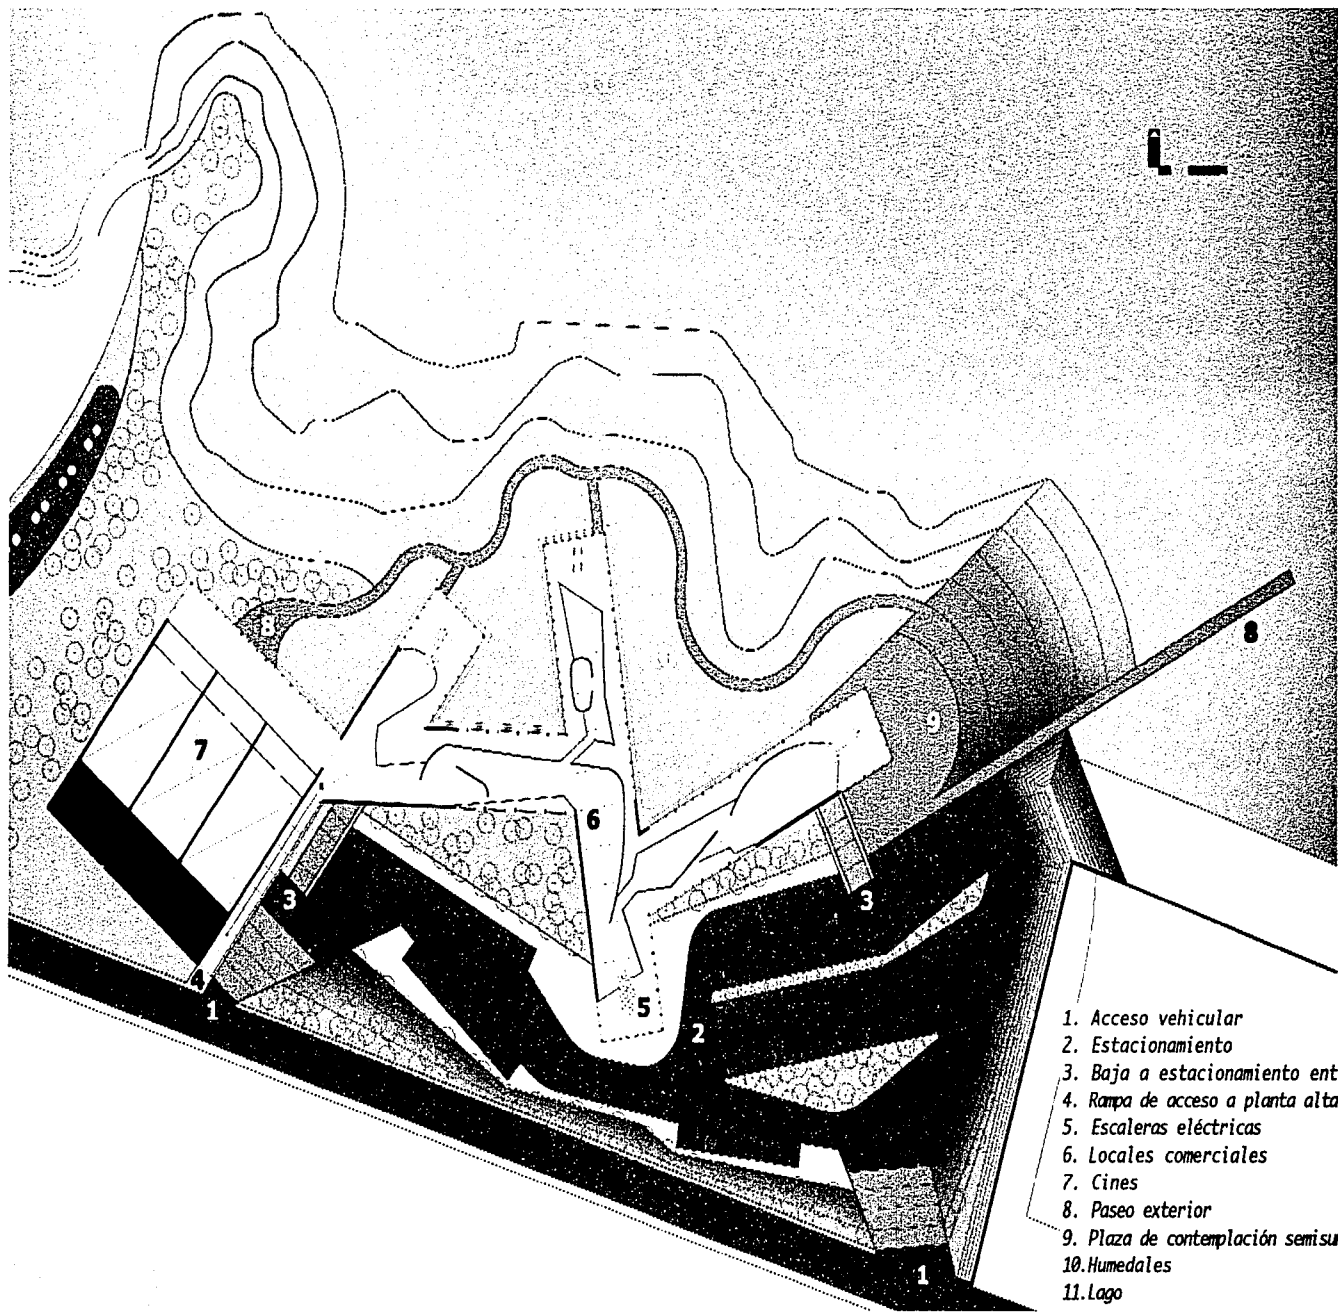 8
8
9
7
6
3
3
4
1
5
2
1
1. Acceso vehicular
2. Estacionamiento
3. Baja a estacionamiento ent
4. Rampa de acceso a planta alta
5. Escaleras eléctricas
6. Locales comerciales
7. Cines
8. Paseo exterior
9. Plaza de contemplación semisu
10.Humedales
11.Lago